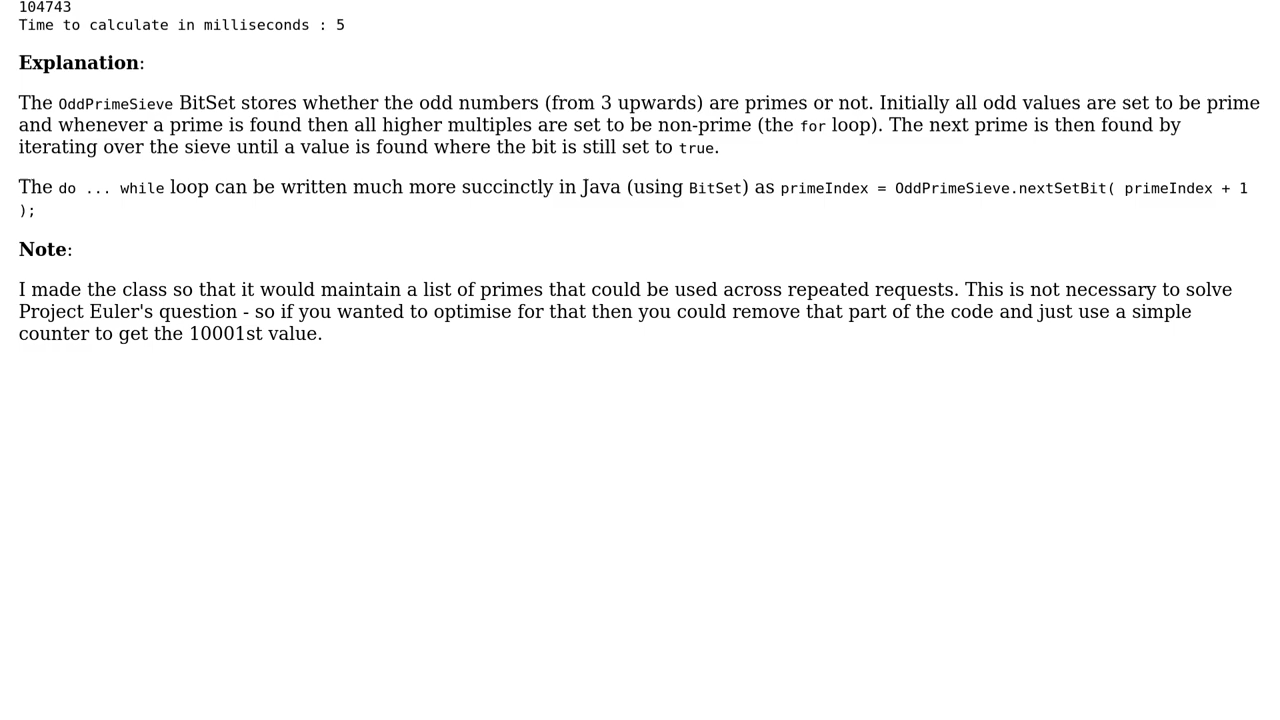 104743
Time to calculate in milliseconds : 5
Explanation:
The OddPrimeSieve BitSet stores whether the odd numbers (from 3 upwards) are primes or not. Initially all odd values are set to be prime
and whenever a prime is found then all higher multiples are set to be non-prime (the for loop). The next prime is then found by
iterating over the sieve until a value is found where the bit is still set to true.
The do ... while loop can be written much more succinctly in Java (using BitSet) as primeIndex = OddPrimeSieve.nextSetBit( primeIndex + 1
);
Note:
I made the class so that it would maintain a list of primes that could be used across repeated requests. This is not necessary to solve
Project Euler's question - so if you wanted to optimise for that then you could remove that part of the code and just use a simple
counter to get the 10001st value.